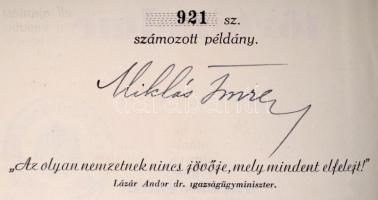 921 sz.
számozott példány.
Miklós Imre
„Az olyan nemzetnek nincs jövője, mely mindent elfelejt!"
Lázár Andor dr. igazságügyminiszter.